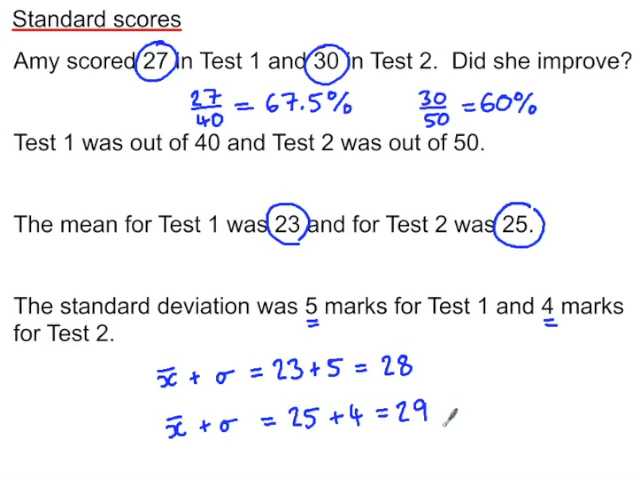 Standard scores
Amy scored 27 in Test 1 and 30 in Test 2. Did she improve?
27/40 = 67.5% 30/50 = 60%
Test 1 was out of 40 and Test 2 was out of 50.
The mean for Test 1 was 23 and for Test 2 was 25.
The standard deviation was 5 marks for Test 1 and 4 marks
for Test 2.
x̄ + σ = 23 + 5 = 28
x̄ + σ = 25 + 4 = 29